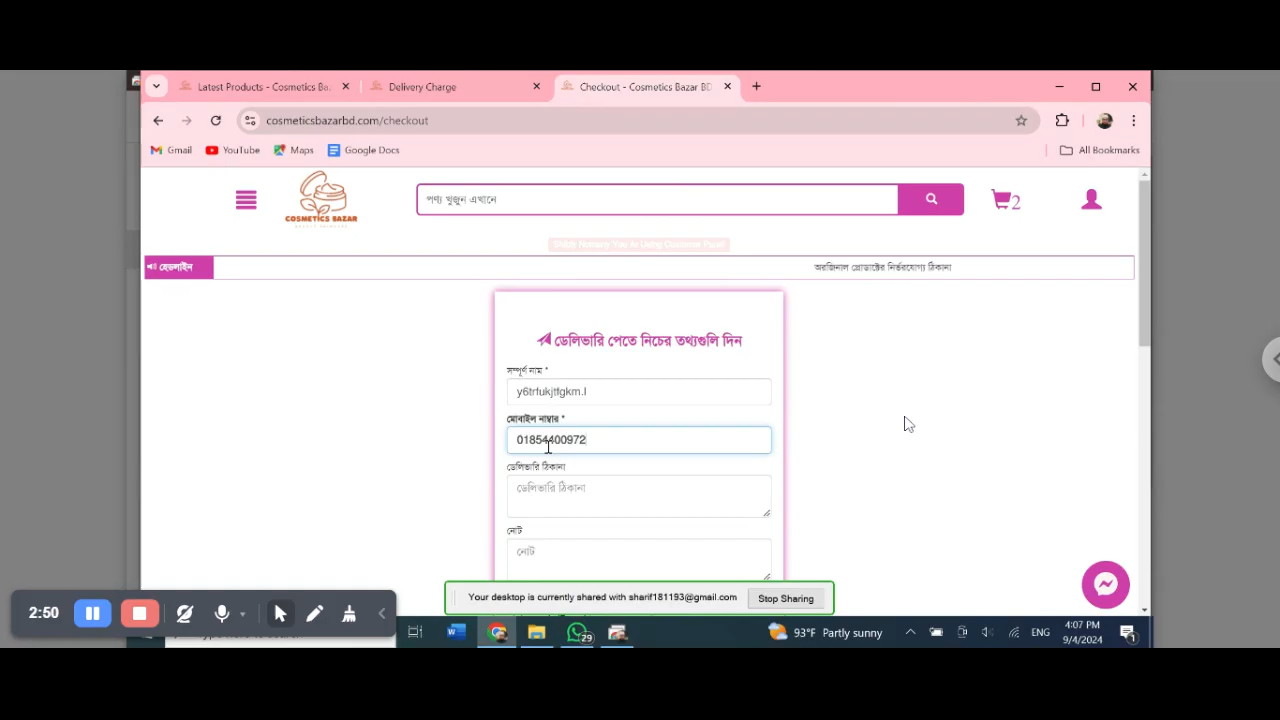 Latest Products - Cosmetics Ba
Delivery Charge
Checkout - Cosmetics Bazar BD
cosmeticsbazarbd.com/checkout
Gmail
YouTube
Maps
Google Docs
All Bookmarks
COSMETICS BAZAR
পণ্য খুজুন এখানে
2
হেডলাইন
অরজিনাল প্রোডাক্টের নির্ভরযোগ্য ঠিকানা
ডেলিভারি পেতে নিচের তথ্যগুলি দিন
সম্পূর্ণ নাম *
y6trfukjtfgkm.l
মোবাইল নাম্বার *
01854400972
ডেলিভারি ঠিকানা
ডেলিভারি ঠিকানা
নোট
নোট
Your desktop is currently shared with sharif181193@gmail.com
Stop Sharing
2:50
29
93°F Partly sunny
ENG
4:07 PM
9/4/2024
1